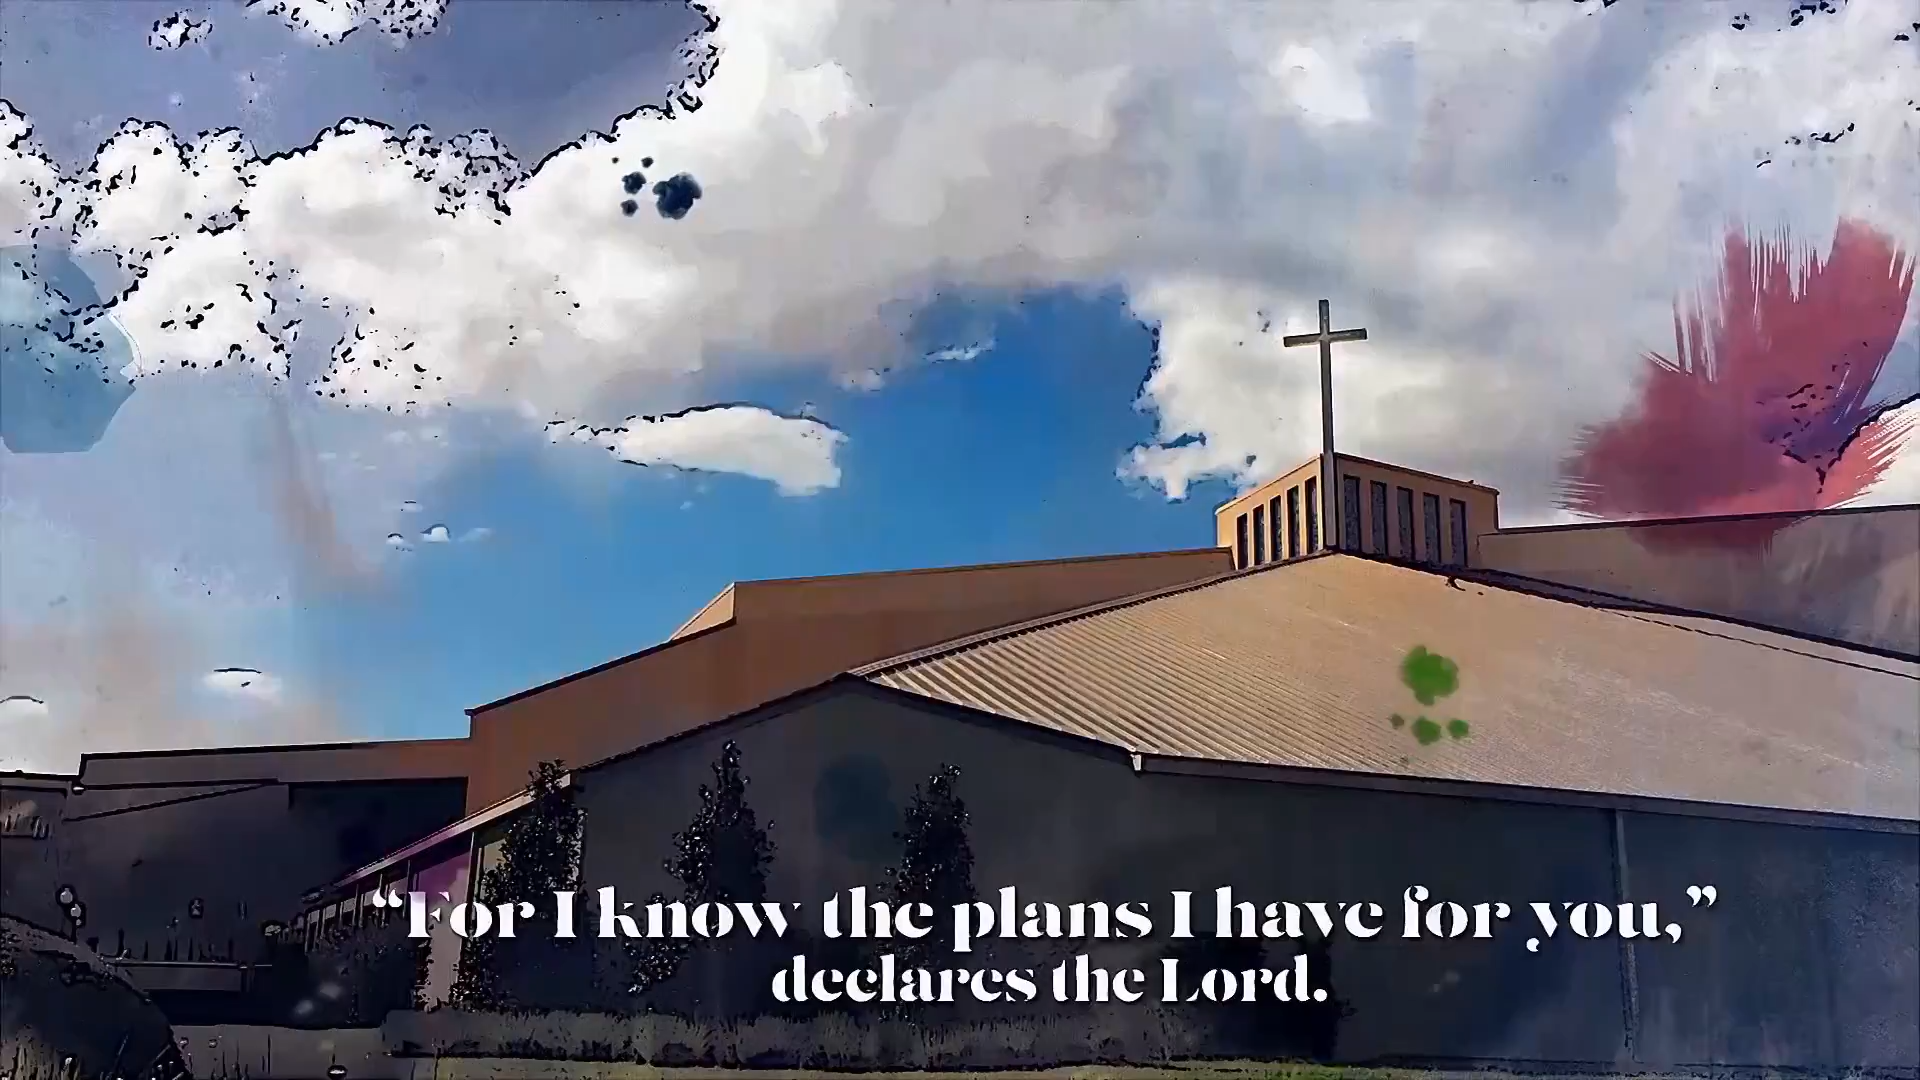 “For I know the plans I have for you,”
declares the Lord.